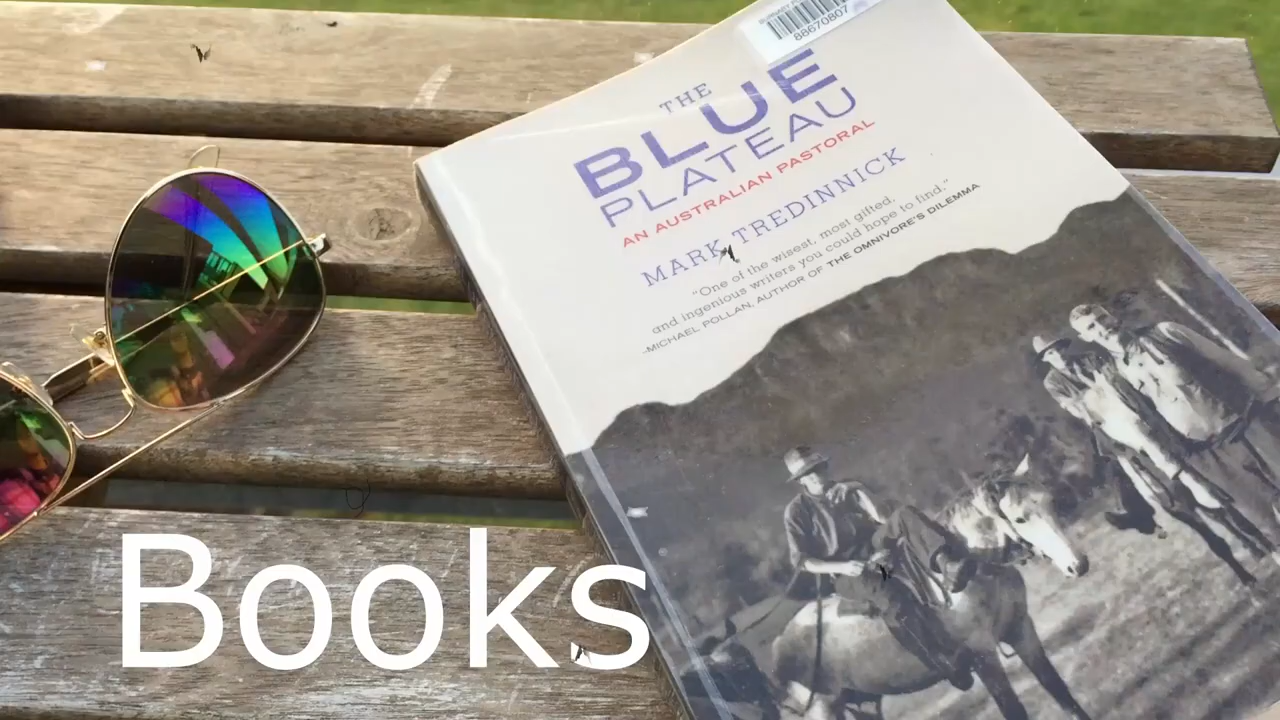 88670807
THE
BLUE
PLATEAU
AN AUSTRALIAN PASTORAL
MARK TREDINNICK
"One of the wisest, most gifted,
and ingenious writers you could hope to find."
-MICHAEL POLLAN, AUTHOR OF THE OMNIVORE'S DILEMMA
Books